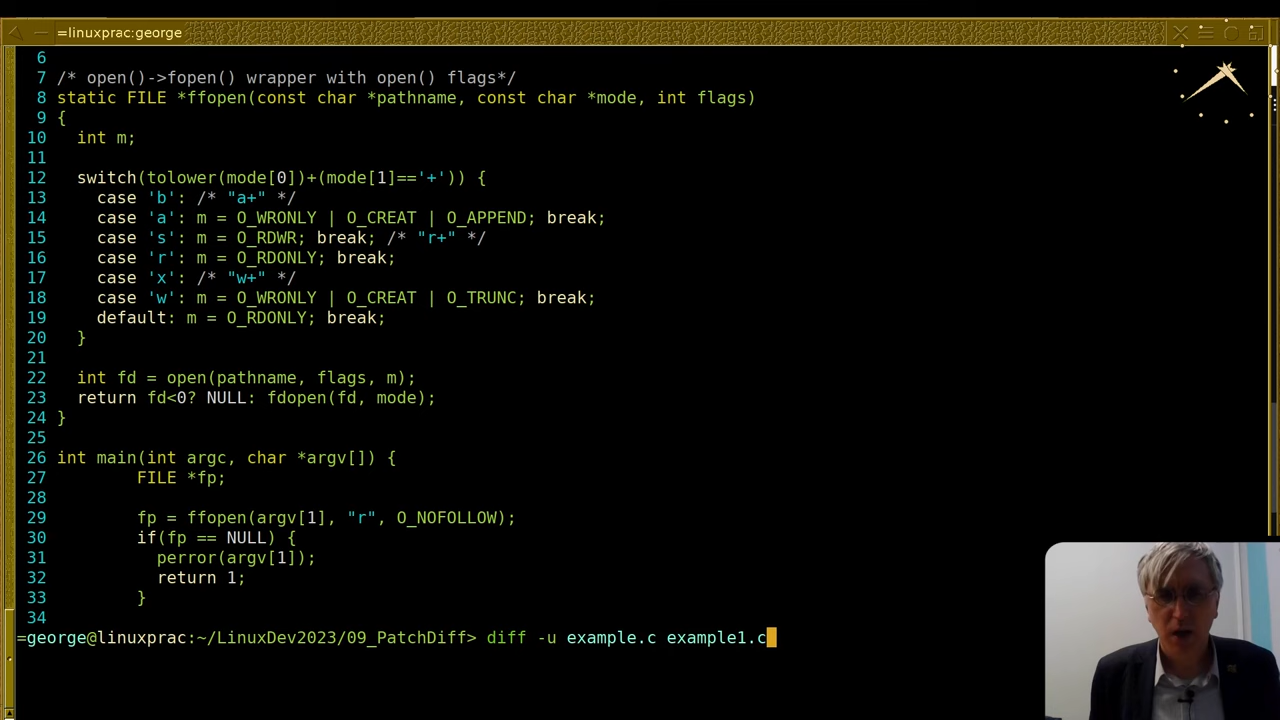 =linuxprac:george
6
7 /* open()->fopen() wrapper with open() flags*/
8 static FILE *ffopen(const char *pathname, const char *mode, int flags)
9 {
10   int m;
11
12   switch(tolower(mode[0])+(mode[1]=='+')) {
13     case 'b': /* "a+" */
14     case 'a': m = O_WRONLY | O_CREAT | O_APPEND; break;
15     case 's': m = O_RDWR; break; /* "r+" */
16     case 'r': m = O_RDONLY; break;
17     case 'x': /* "w+" */
18     case 'w': m = O_WRONLY | O_CREAT | O_TRUNC; break;
19     default: m = O_RDONLY; break;
20   }
21
22   int fd = open(pathname, flags, m);
23   return fd<0? NULL: fdopen(fd, mode);
24 }
25
26 int main(int argc, char *argv[]) {
27         FILE *fp;
28
29         fp = ffopen(argv[1], "r", O_NOFOLLOW);
30         if(fp == NULL) {
31           perror(argv[1]);
32           return 1;
33         }
34
=george@linuxprac:~/LinuxDev2023/09_PatchDiff> diff -u example.c example1.c